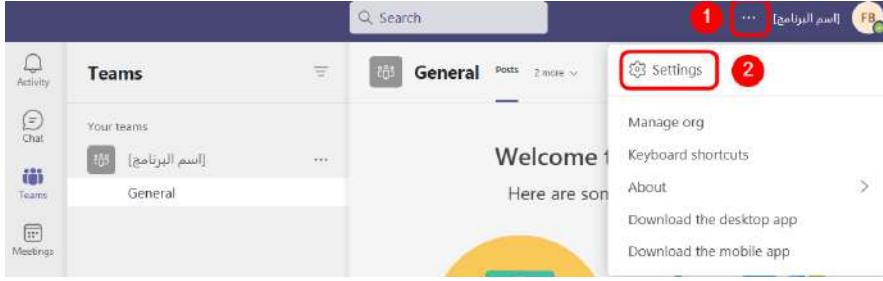 Search
1
...
[اسم البرنامج]
FB
Activity
Chat
Teams
Meetings
Teams
Your teams
[اسم البرنامج]
...
General
General
Posts
2 more
Welcome t
Here are son
Settings
2
Manage org
Keyboard shortcuts
About
Download the desktop app
Download the mobile app